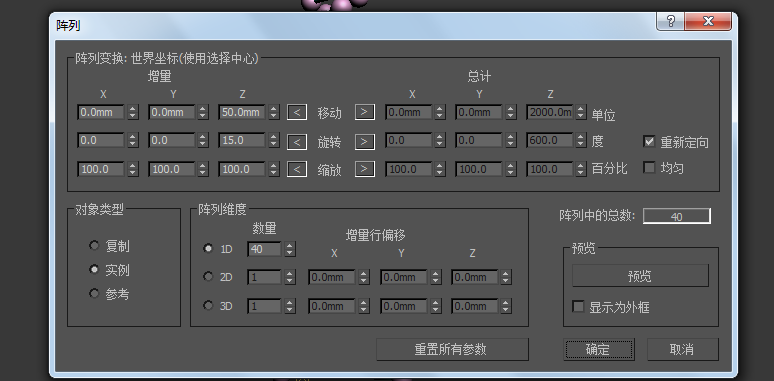 阵列
阵列变换: 世界坐标(使用选择中心)
增量 总计
X Y Z X Y Z
0.0mm 0.0mm 50.0mm < 移动 > 0.0mm 0.0mm 2000.0m 单位
0.0 0.0 15.0 < 旋转 > 0.0 0.0 600.0 度 重新定向
100.0 100.0 100.0 < 缩放 > 100.0 100.0 100.0 百分比 均匀
对象类型
复制
实例
参考
阵列维度
数量 增量行偏移
X Y Z
1D 40
2D 1 0.0mm 0.0mm 0.0mm
3D 1 0.0mm 0.0mm 0.0mm
阵列中的总数: 40
预览
预览
显示为外框
重置所有参数 确定 取消